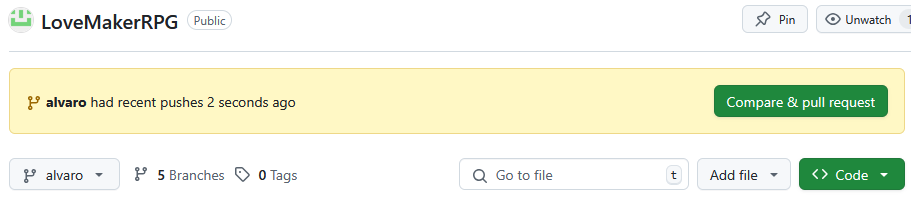 LoveMakerRPG Public Pin Unwatch 1
alvaro had recent pushes 2 seconds ago Compare & pull request
alvaro 5 Branches 0 Tags Go to file t Add file <> Code